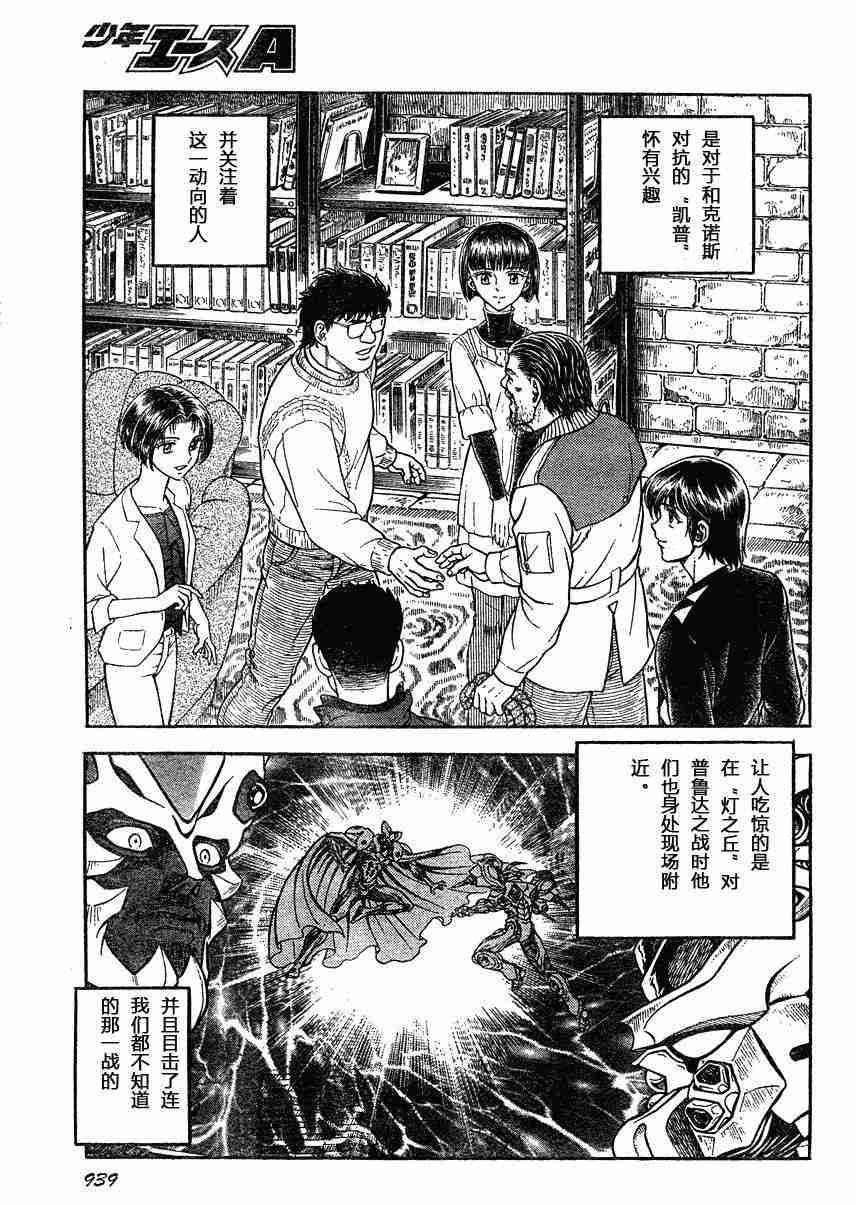 少年エースA
是对于和克诺斯
对抗的“凯普”
怀有兴趣
并关注着
这一动向的人
让人吃惊的是
在“灯之丘”对
普鲁达之战时他
们也身处现场附
近。
并且目击了连
我们都不知道
的那一战的
939